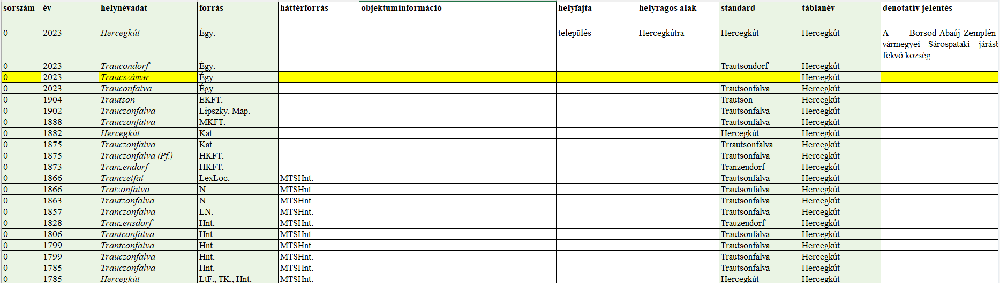 sorszám év helynévadat forrás háttérforrás objektuminformáció helyfajta helyragos alak standard táblanév denotatív jelentés
0 2023 Hercegkút Égy. település Hercegkútra Hercegkút Hercegkút A Borsod-Abaúj-Zemplén
vármegyei Sárospataki járásb
fekvő község.
0 2023 Traucondorf Égy. Trautsondorf Hercegkút
0 2023 Traucszámər Égy. Hercegkút
0 2023 Trauconfalva Égy. Trautsonfalva Hercegkút
0 1904 Trautson EKFT. Trautson Hercegkút
0 1902 Trauczonfalva Lipszky. Map. Trautsonfalva Hercegkút
0 1888 Trauczonfalva MKFT. Trautsonfalva Hercegkút
0 1882 Hercegkút Kat. Hercegkút Hercegkút
0 1875 Trauczonfalva Kat. Trrautsonfalva Hercegkút
0 1875 Trauczonfalva (Pf.) HKFT. Trautsonfalva Hercegkút
0 1873 Tranzendorf HKFT. Tranzendorf Hercegkút
0 1866 Tranczelfal LexLoc. MTSHnt. Trautsonfalva Hercegkút
0 1866 Tratzonfalva N. MTSHnt. Trautsonfalva Hercegkút
0 1863 Trautzonfalva N. MTSHnt. Trautsonfalva Hercegkút
0 1857 Tranczonfalva LN. MTSHnt. Trautsonfalva Hercegkút
0 1828 Trauzensdorf Hnt. MTSHnt. Trauzendorf Hercegkút
0 1806 Trantconfalva Hnt. MTSHnt. Trautsonfalva Hercegkút
0 1799 Trantconfalva Hnt. MTSHnt. Trautsonfalva Hercegkút
0 1799 Trauczonfalva Hnt. MTSHnt. Trautsonfalva Hercegkút
0 1785 Trauczonfalva Hnt. MTSHnt. Trautsonfalva Hercegkút
0 1785 Hercegkút LtF., TK., Hnt. MTSHnt. Hercegkút Hercegkút